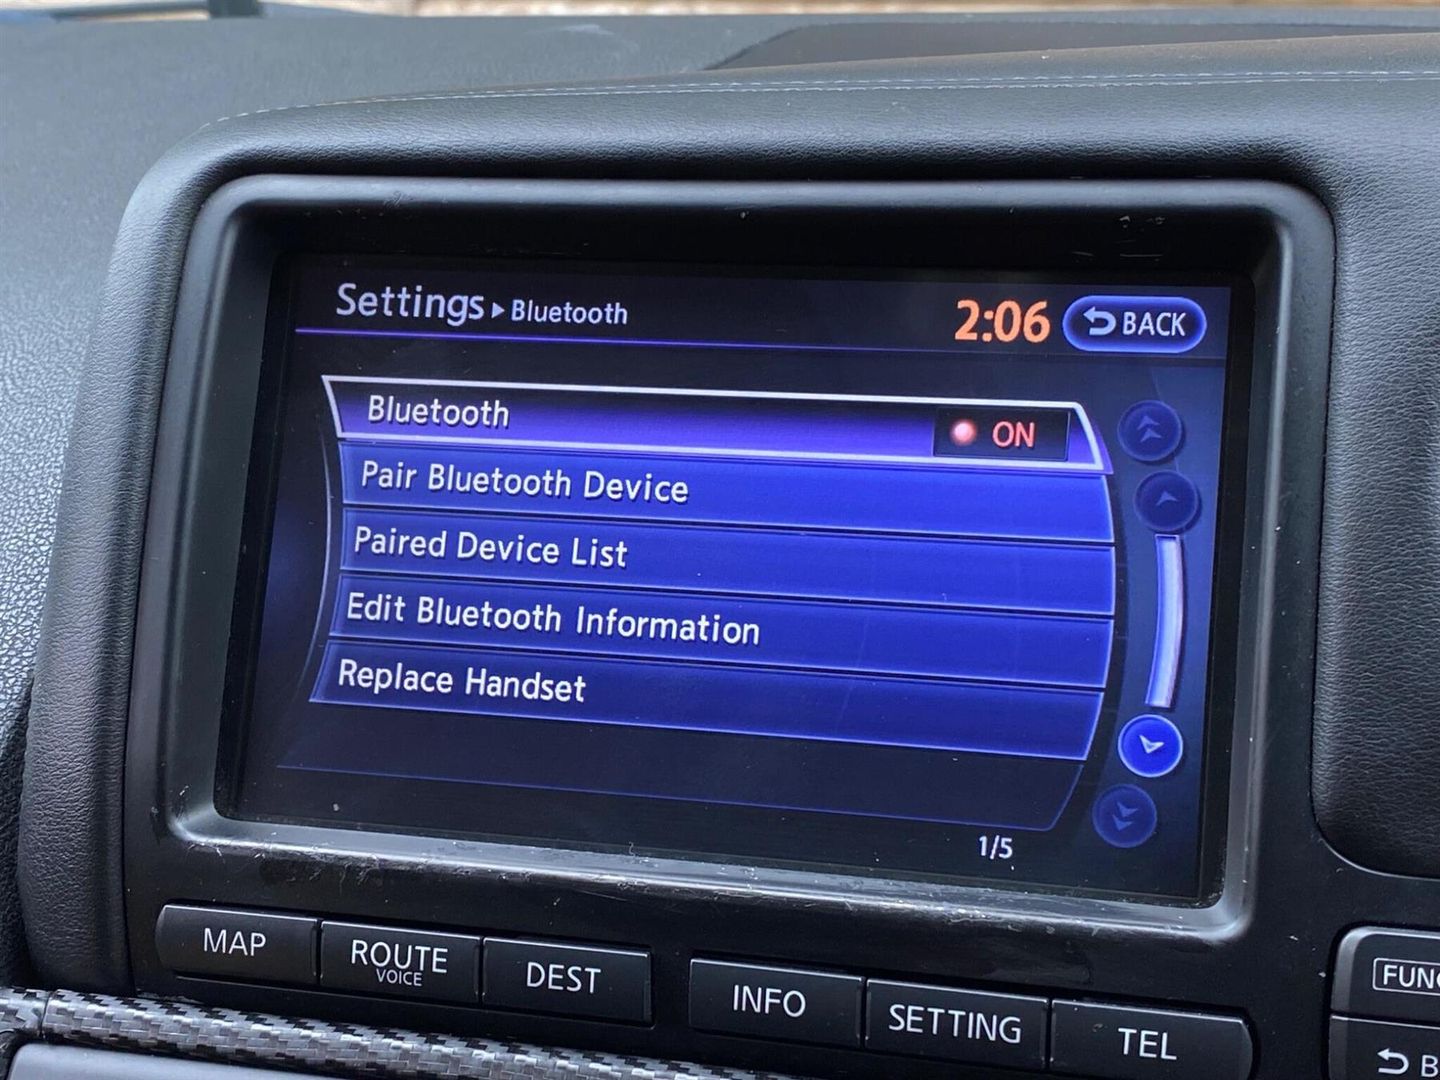 Settings ▸ Bluetooth 2:06 BACK
Bluetooth ON
Pair Bluetooth Device
Paired Device List
Edit Bluetooth Information
Replace Handset
1/5
MAP
ROUTE
VOICE
DEST
INFO
SETTING
TEL